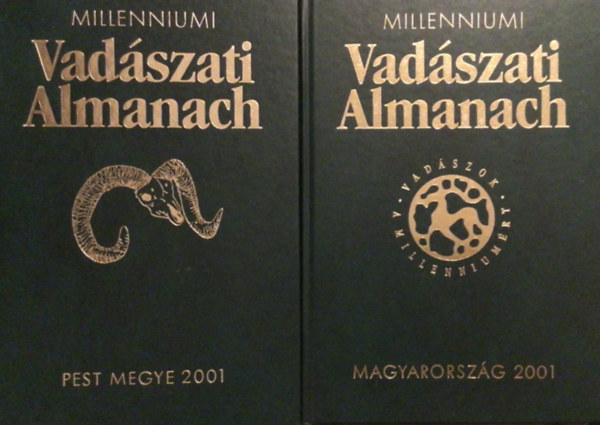 MILLENNIUMI
Vadászati
Almanach
PEST MEGYE 2001
MILLENNIUMI
Vadászati
Almanach
VADÁSZOK · A MILLENNIUMÉRT ·
MAGYARORSZÁG 2001